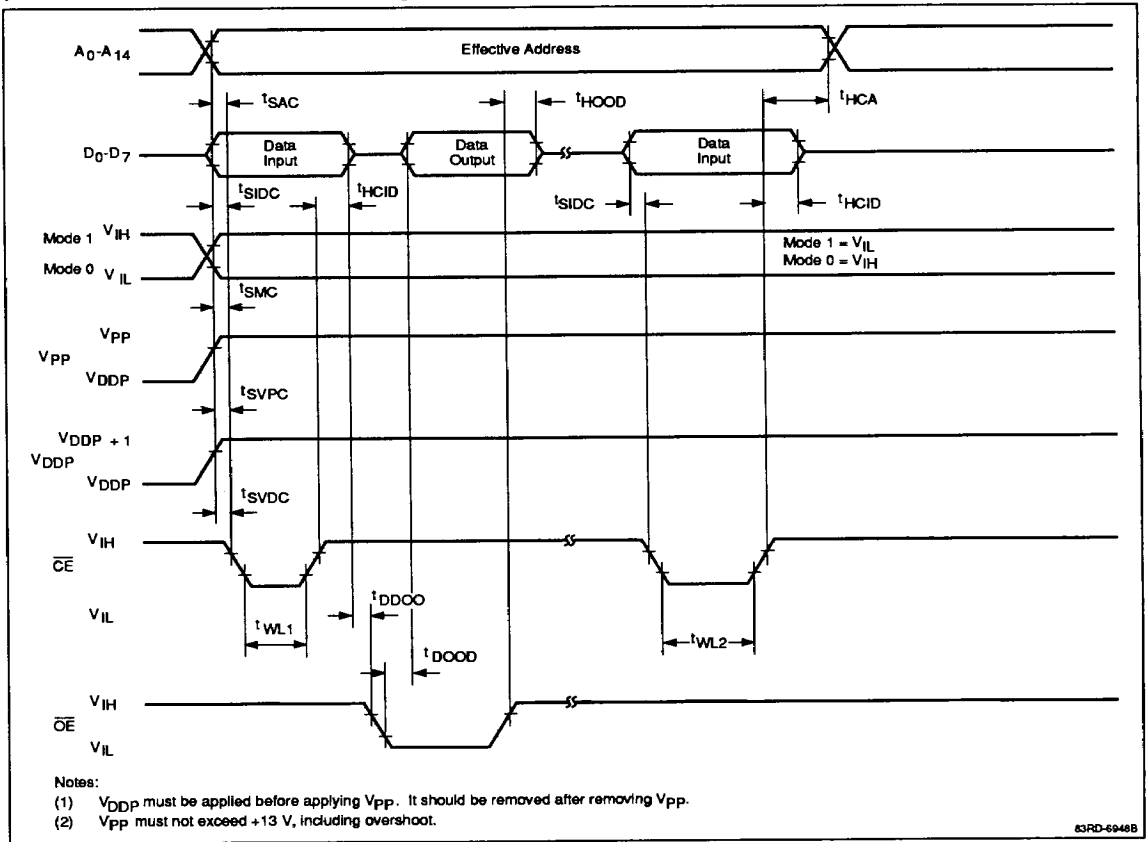 A0-A14
Effective Address
tSAC
tHOOD
tHCA
D0-D7
Data Input
Data Output
Data Input
tSIDC
tHCID
tSIDC
tHCID
Mode 1 VIH
Mode 0 VIL
Mode 1 = VIL
Mode 0 = VIH
tSMC
VPP
VPP
VDDP
tSVPC
VDDP + 1
VDDP
VDDP
tSVDC
VIH
CE
VIL
tDDOO
tWL1
tWL2
tDOOD
VIH
OE
VIL
Notes:
(1) VDDP must be applied before applying VPP. It should be removed after removing VPP.
(2) VPP must not exceed +13 V, including overshoot.
83RD-6948B